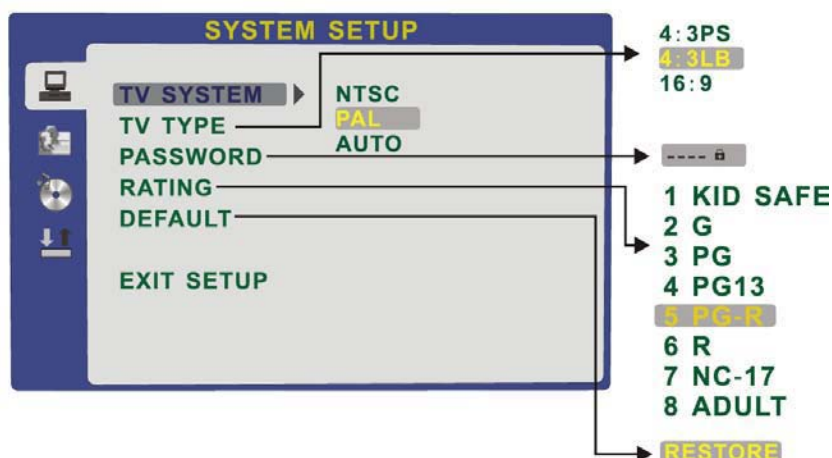 SYSTEM SETUP
TV SYSTEM
TV TYPE
PASSWORD
RATING
DEFAULT
EXIT SETUP
NTSC
PAL
AUTO
4:3PS
4:3LB
16:9
----
1 KID SAFE
2 G
3 PG
4 PG13
5 PG-R
6 R
7 NC-17
8 ADULT
RESTORE